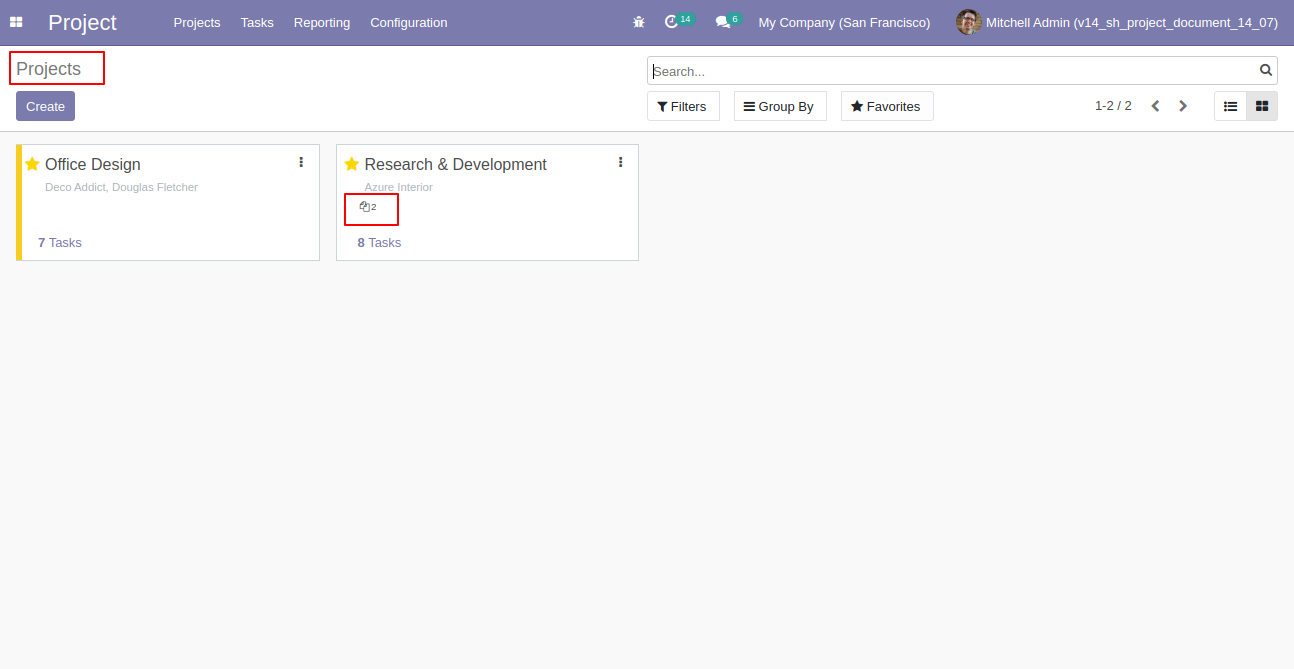 Project Projects Tasks Reporting Configuration 14 6 My Company (San Francisco) Mitchell Admin (v14_sh_project_document_14_07)
Projects
Search...
Create Filters Group By Favorites 1-2 / 2
Office Design
Deco Addict, Douglas Fletcher
7 Tasks
Research & Development
Azure Interior
2
8 Tasks